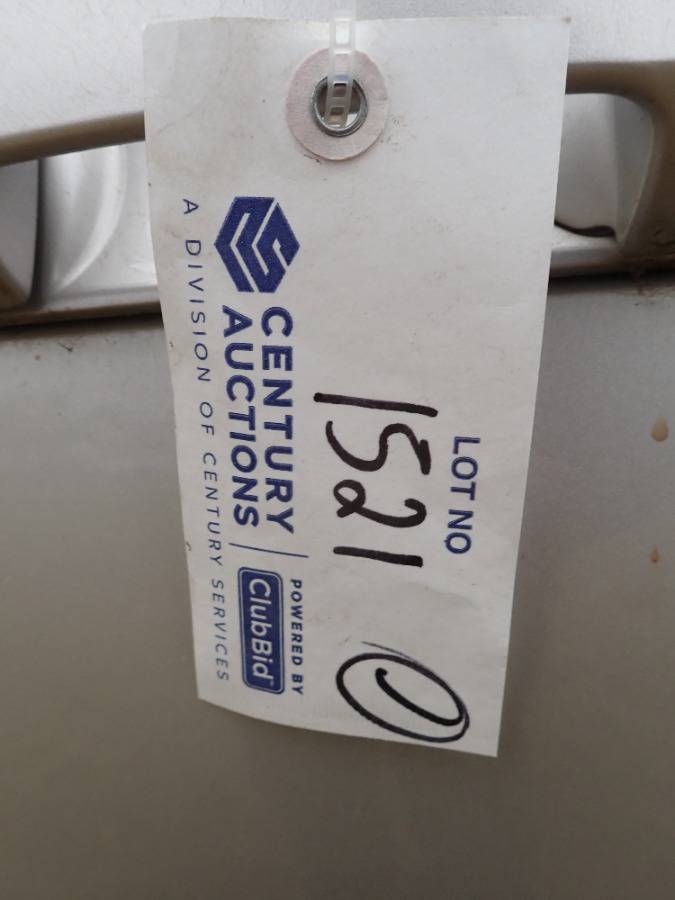 LOT NO
1521
CENTURY
AUCTIONS
A DIVISION OF CENTURY SERVICES
POWERED BY
ClubBid